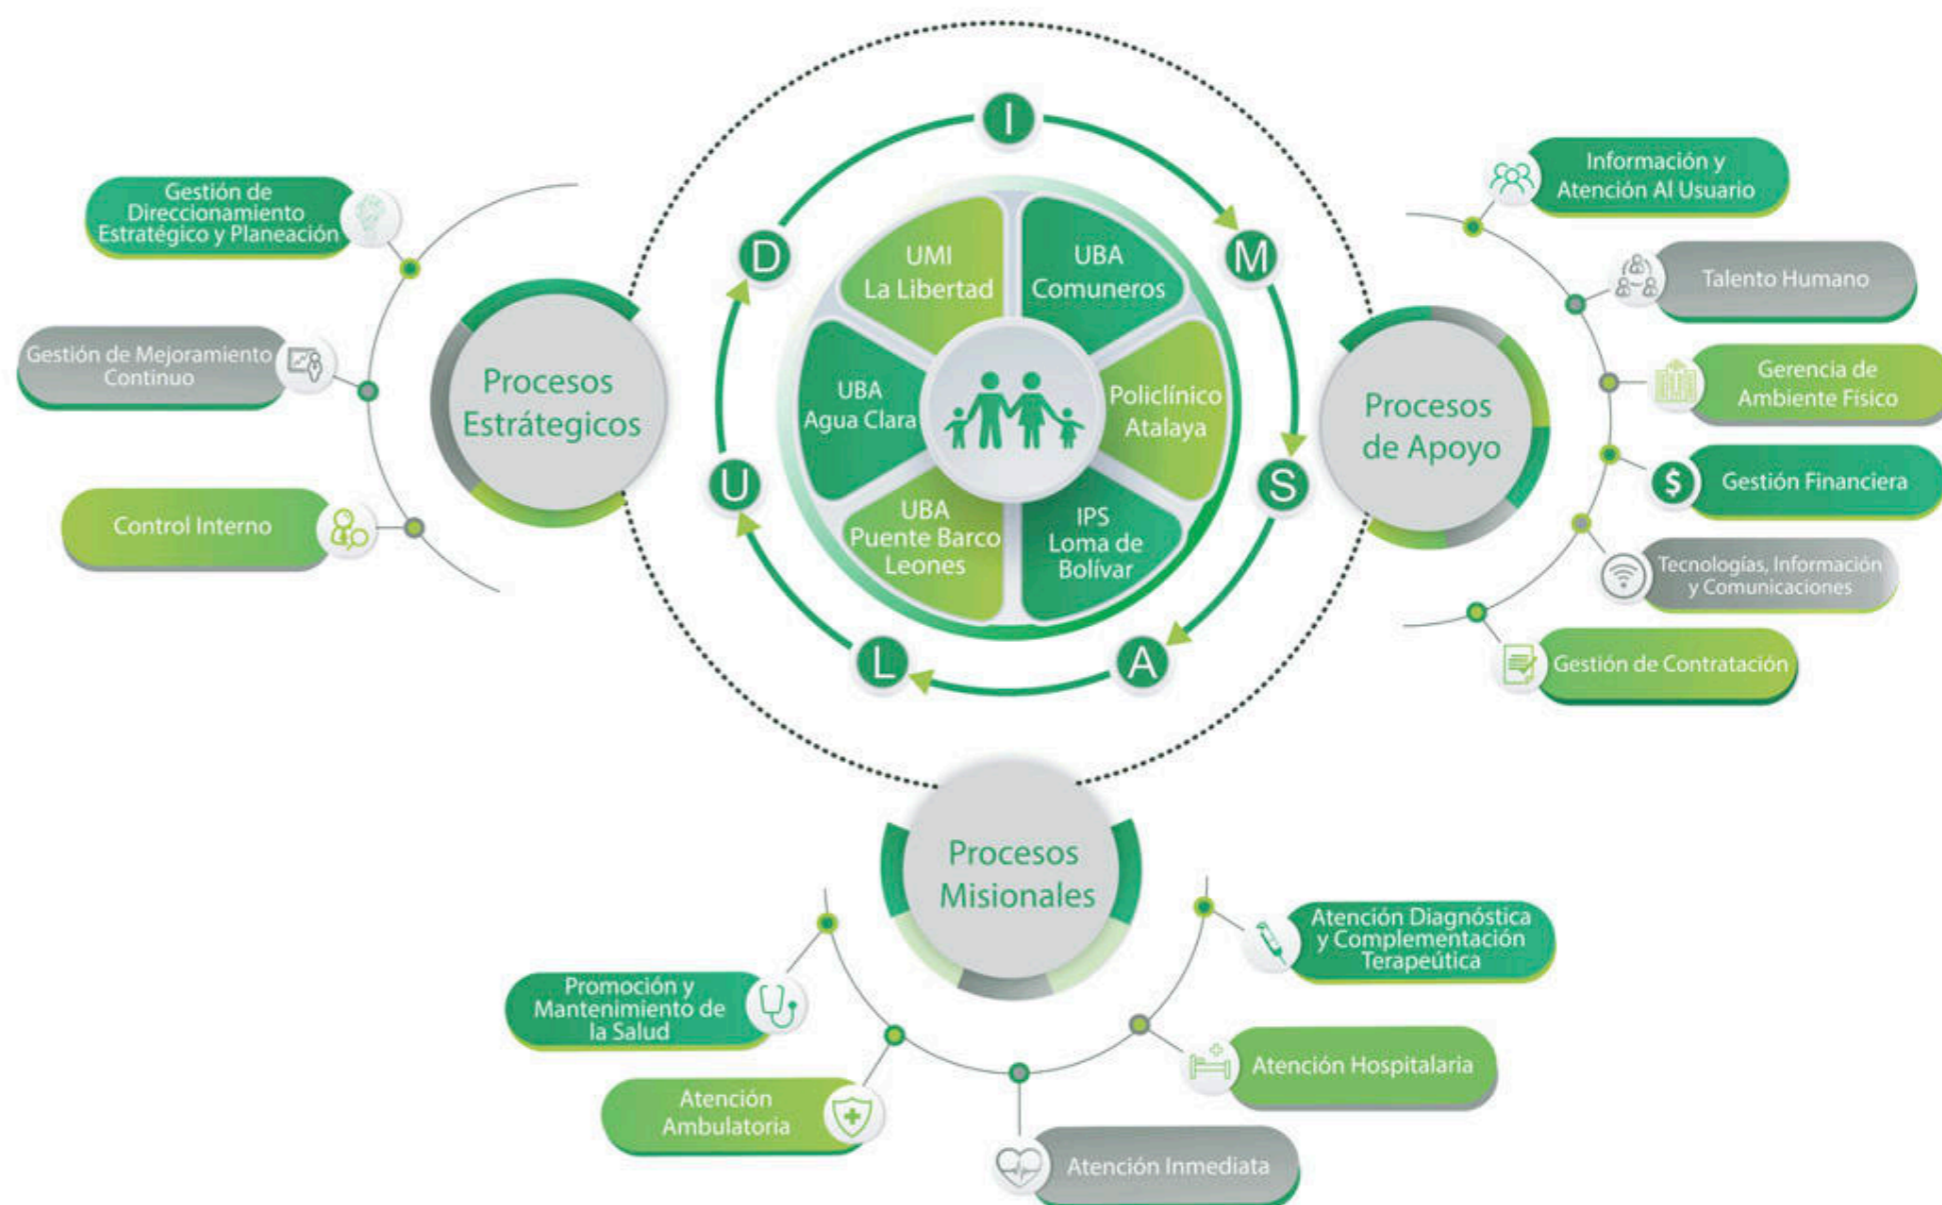 Gestión de
Direccionamiento
Estratégico y Planeación
Gestión de Mejoramiento
Continuo
Control Interno
Procesos
Estrátegicos
I
M
S
A
L
U
D
UMI
La Libertad
UBA
Comuneros
Policlínico
Atalaya
IPS
Loma de
Bolívar
UBA
Puente Barco
Leones
UBA
Agua Clara
Procesos
de Apoyo
Información y
Atención Al Usuario
Talento Humano
Gerencia de
Ambiente Físico
$
Gestión Financiera
Tecnologías, Información
y Comunicaciones
Gestión de Contratación
Procesos
Misionales
Promoción y
Mantenimiento de
la Salud
Atención
Ambulatoria
Atención Inmediata
Atención Hospitalaria
Atención Diagnóstica
y Complementación
Terapeútica